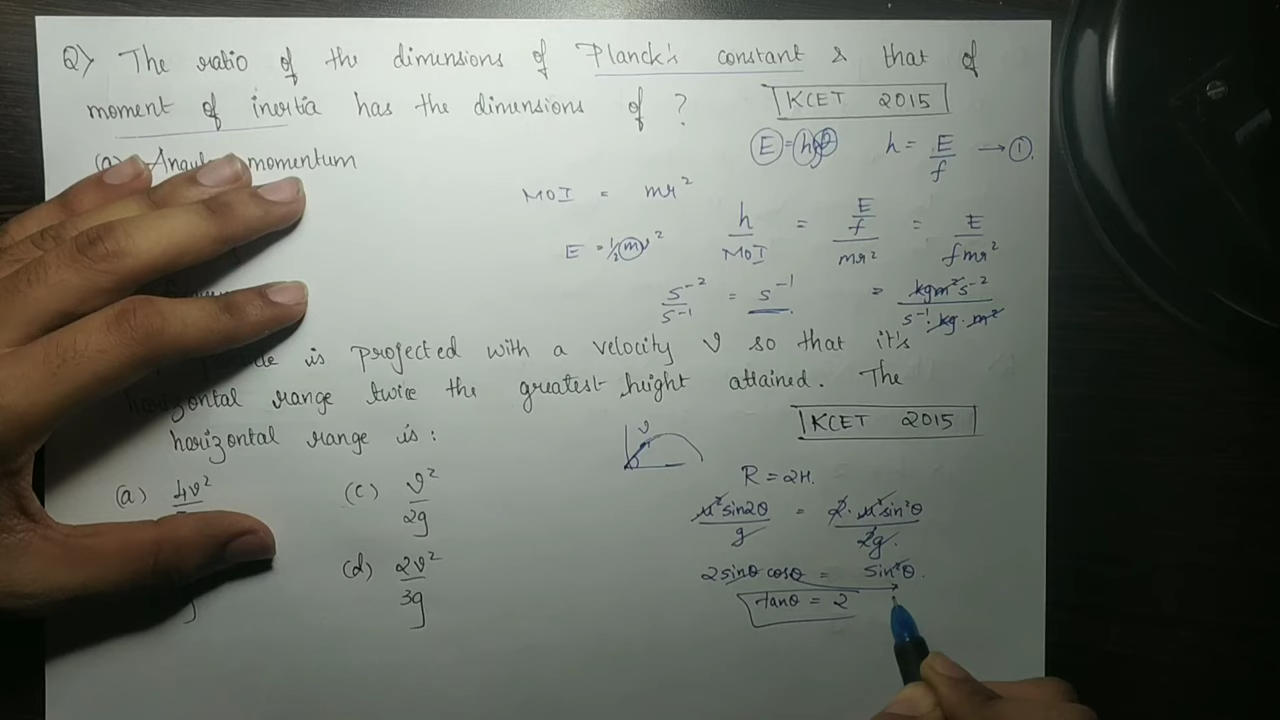 Q) The ratio of the dimensions of Planck's constant & that of
moment of inertia has the dimensions of ?
KCET 2015
momentum
h = E/f → ①.
MOI = mr²
E = ½mv²
h/MOI = E/f/mr² = E/fmr²
= kgm²s⁻²/s⁻¹·kg·m²
s⁻²/s⁻¹ = s⁻¹
is projected with a velocity v so that it's
horizontal range twice the greatest height attained. The
horizontal range is :
KCET 2015
(a) 4v²
(c) v²/2g
(d) 2v²/3g
v
R = 2H.
u²sin2θ/g = 2·u²sin²θ/2g.
2sinθ cosθ = sin²θ.
tanθ = 2